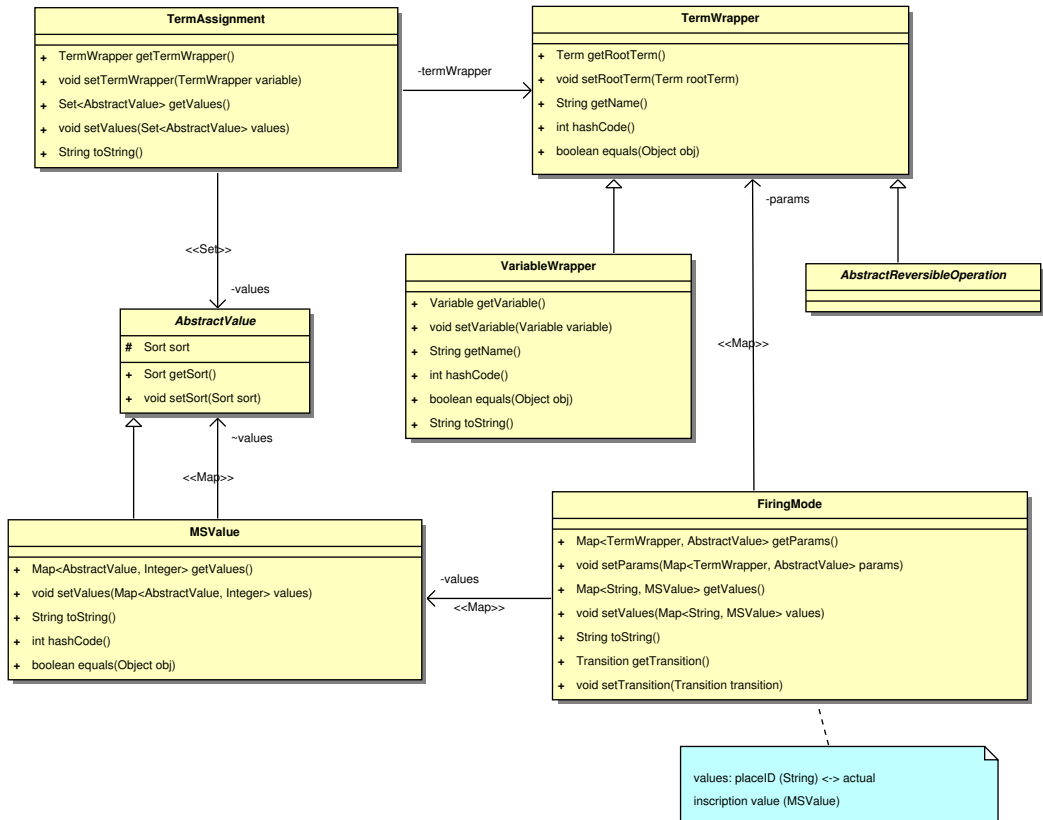 TermAssignment
+ TermWrapper getTermWrapper()
+ void setTermWrapper(TermWrapper variable)
+ Set<AbstractValue> getValues()
+ void setValues(Set<AbstractValue> values)
+ String toString()
-termWrapper
TermWrapper
+ Term getRootTerm()
+ void setRootTerm(Term rootTerm)
+ String getName()
+ int hashCode()
+ boolean equals(Object obj)
<<Set>>
-values
-params
VariableWrapper
+ Variable getVariable()
+ void setVariable(Variable variable)
+ String getName()
+ int hashCode()
+ boolean equals(Object obj)
+ String toString()
AbstractReversibleOperation
AbstractValue
# Sort sort
+ Sort getSort()
+ void setSort(Sort sort)
<<Map>>
~values
<<Map>>
MSValue
+ Map<AbstractValue, Integer> getValues()
+ void setValues(Map<AbstractValue, Integer> values)
+ String toString()
+ int hashCode()
+ boolean equals(Object obj)
-values
<<Map>>
FiringMode
+ Map<TermWrapper, AbstractValue> getParams()
+ void setParams(Map<TermWrapper, AbstractValue> params)
+ Map<String, MSValue> getValues()
+ void setValues(Map<String, MSValue> values)
+ String toString()
+ Transition getTransition()
+ void setTransition(Transition transition)
values: placeID (String) <-> actual
inscription value (MSValue)